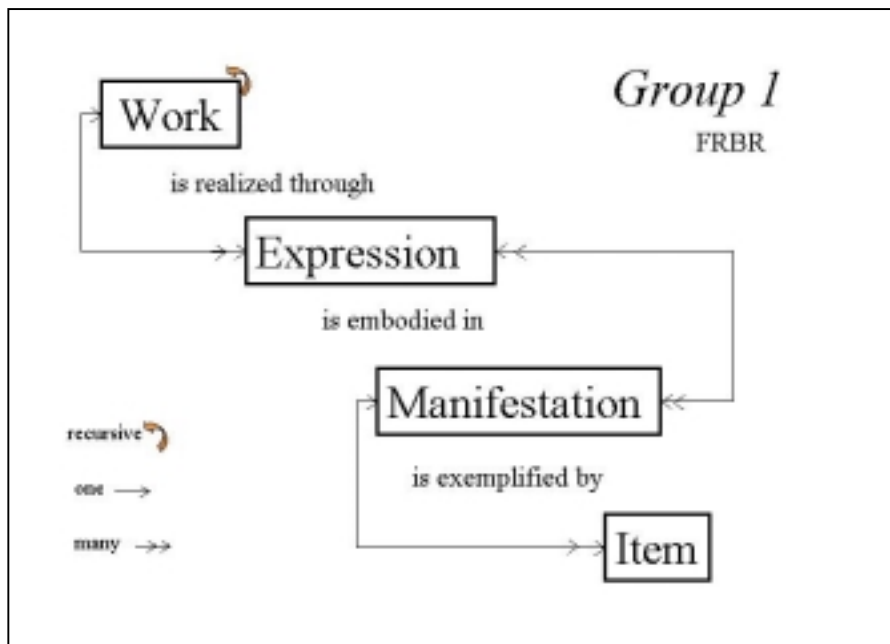 Group 1
FRBR
Work
is realized through
Expression
is embodied in
Manifestation
is exemplified by
Item
recursive
one
many